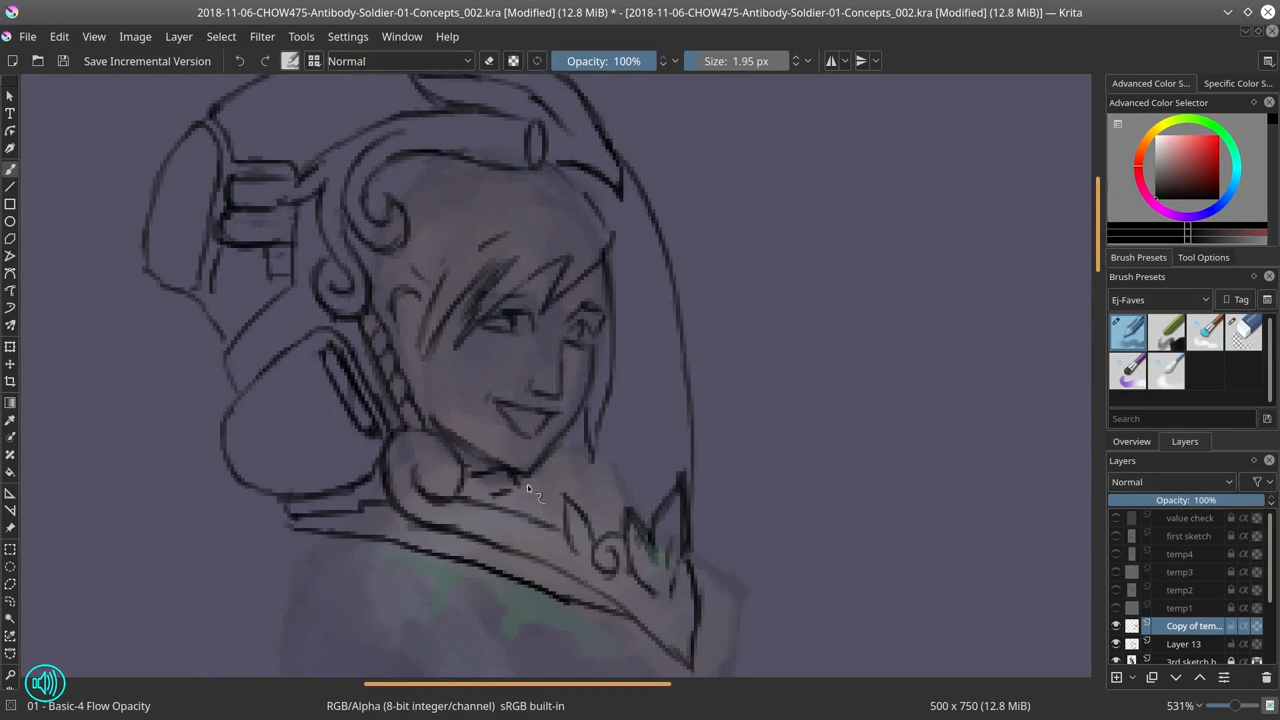 2018-11-06-CHOW475-Antibody-Soldier-01-Concepts_002.kra [Modified] (12.8 MiB) * - [2018-11-06-CHOW475-Antibody-Soldier-01-Concepts_002.kra [Modified] (12.8 MiB)] — Krita
File Edit View Image Layer Select Filter Tools Settings Window Help
Save Incremental Version Normal Opacity: 100% Size: 1.95 px
Advanced Color S... Specific Color S...
Advanced Color Selector
Brush Presets Tool Options
Brush Presets
Ej-Faves Tag
Search
Overview Layers
Layers
Normal
Opacity: 100%
value check
first sketch
temp4
temp3
temp2
temp1
Copy of tem...
Layer 13
3rd sketch b
01 - Basic-4 Flow Opacity RGB/Alpha (8-bit integer/channel) sRGB built-in 500 x 750 (12.8 MiB) 531%